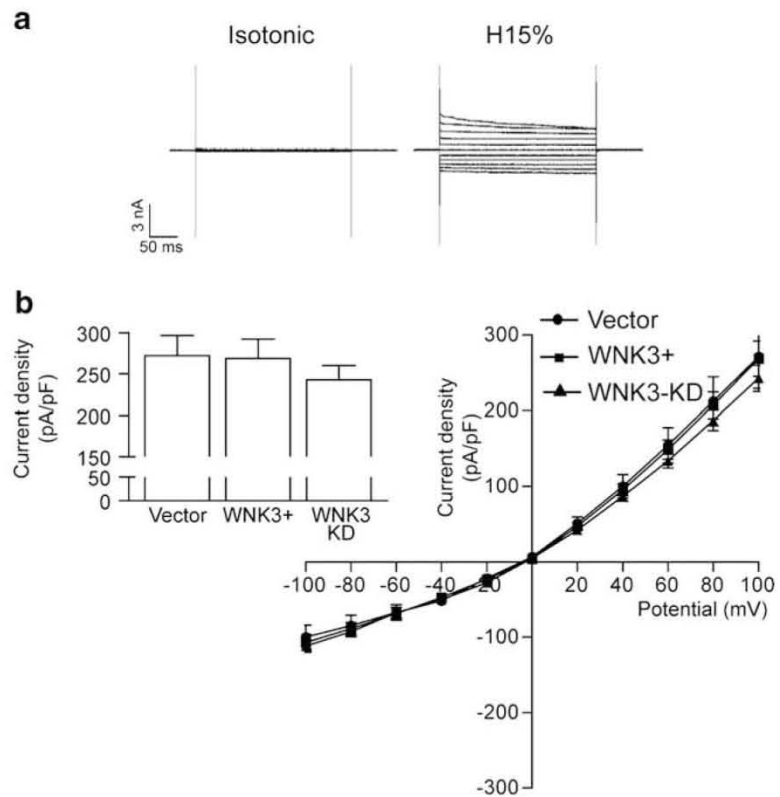 a
Isotonic
H15%
3 nA
50 ms
b
Current density
(pA/pF)
300
250
200
150
50
0
Vector
WNK3+
WNK3
KD
Vector
WNK3+
WNK3-KD
Current density
(pA/pF)
300
200
100
-100
-200
-300
-100 -80 -60 -40 -20 20 40 60 80 100
Potential (mV)